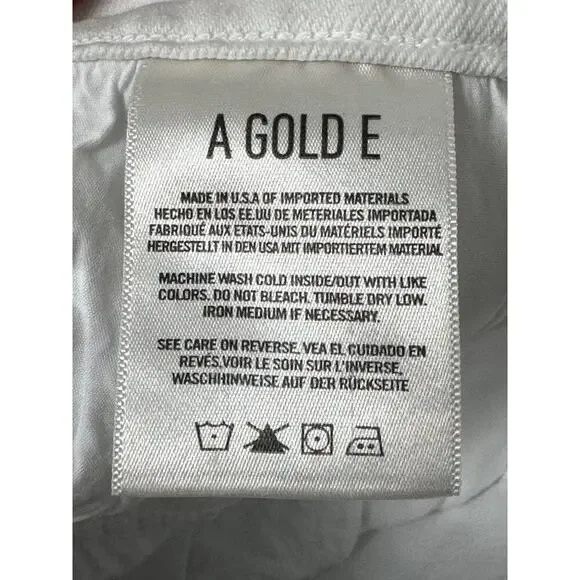 A GOLD E
MADE IN U.S.A OF IMPORTED MATERIALS
HECHO EN LOS EE.UU DE METERIALES IMPORTADA
FABRIQUÉ AUX ETATS-UNIS DU MATÉRIELS IMPORTÉ
HERGESTELLT IN DEN USA MIT IMPORTIERTEM MATERIAL
MACHINE WASH COLD INSIDE/OUT WITH LIKE
COLORS. DO NOT BLEACH. TUMBLE DRY LOW.
IRON MEDIUM IF NECESSARY.
SEE CARE ON REVERSE. VEA EL CUIDADO EN
REVÉS. VOIR LE SOIN SUR L'INVERSE.
WASCHHINWEISE AUF DER RÜCKSEITE